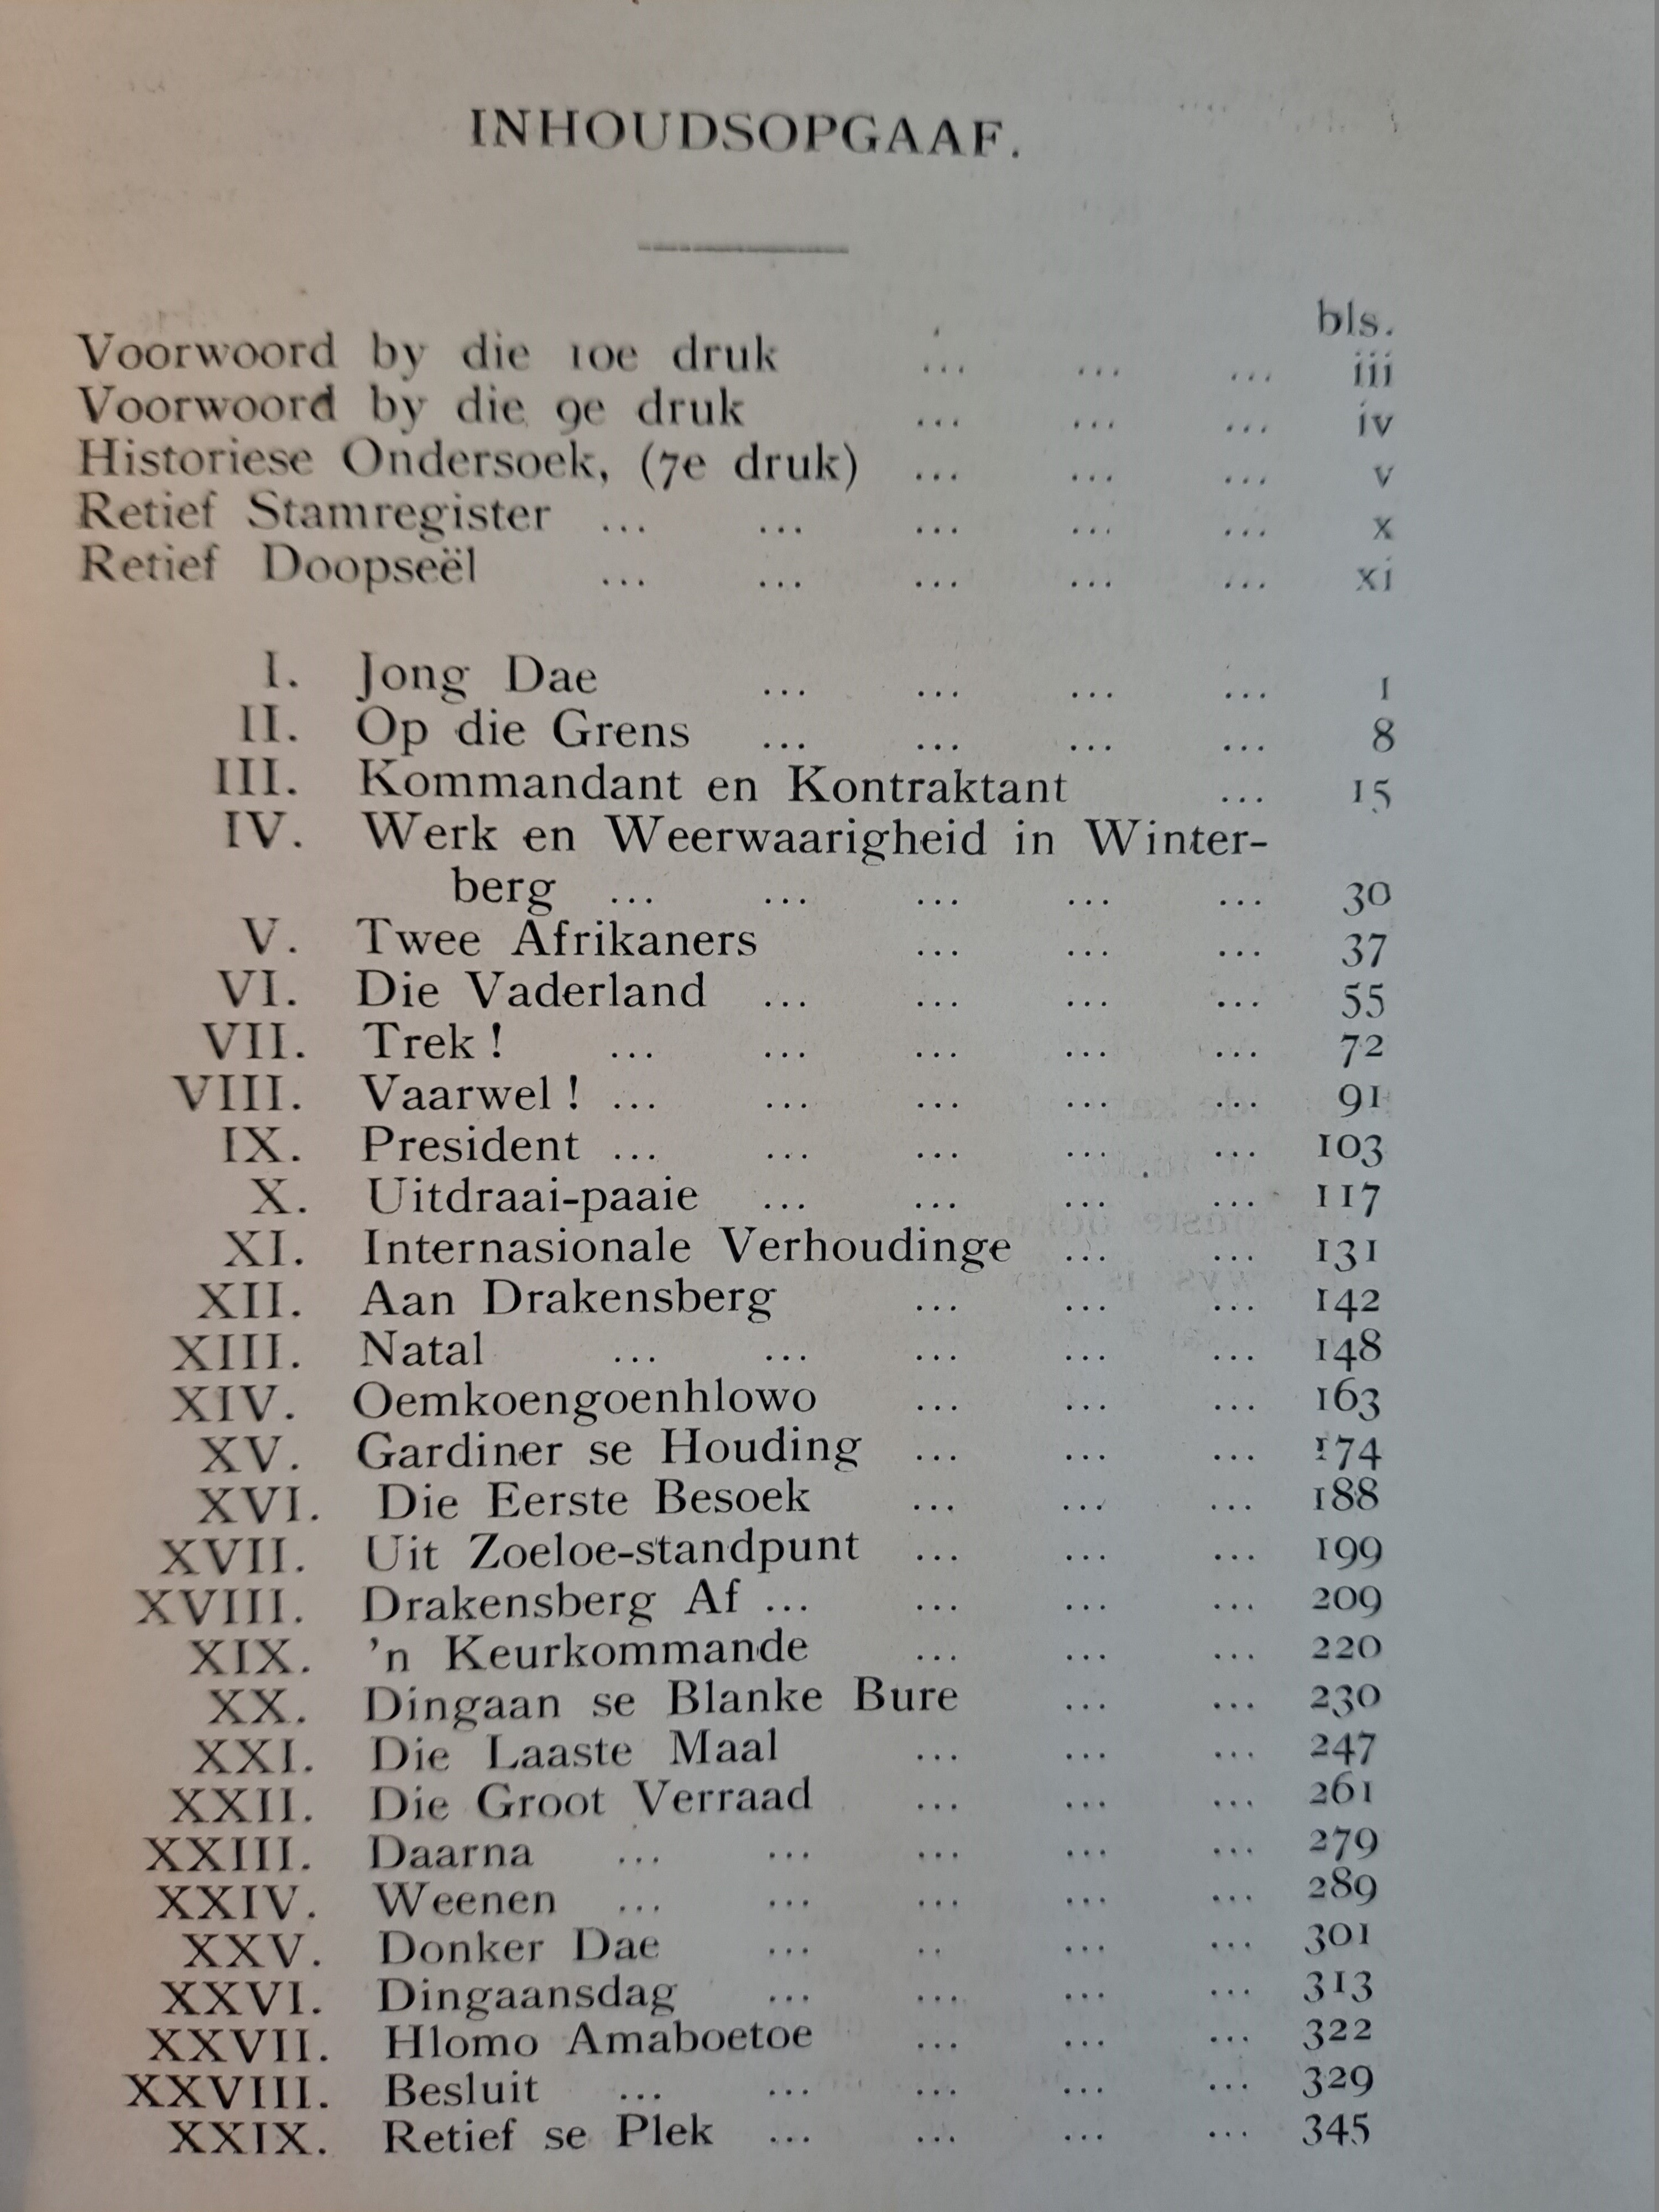 INHOUDSOPGAAF.
bls.
Voorwoord by die 10e druk ... ... ... iii
Voorwoord by die 9e druk ... ... ... iv
Historiese Ondersoek, (7e druk) ... ... ... v
Retief Stamregister ... ... ... ... ... x
Retief Doopseël ... ... ... ... ... xi
I. Jong Dae ... ... ... ... 1
II. Op die Grens ... ... ... ... 8
III. Kommandant en Kontraktant ... 15
IV. Werk en Weerwaarigheid in Winter-
berg ... ... ... ... ... 30
V. Twee Afrikaners ... ... ... 37
VI. Die Vaderland ... ... ... ... 55
VII. Trek! ... ... ... ... ... 72
VIII. Vaarwel! ... ... ... ... ... 91
IX. President ... ... ... ... ... 103
X. Uitdraai-paaie ... ... ... ... 117
XI. Internasionale Verhoudinge ... ... 131
XII. Aan Drakensberg ... ... ... 142
XIII. Natal ... ... ... ... ... 148
XIV. Oemkoengoenhlowo ... ... ... 163
XV. Gardiner se Houding ... ... ... 174
XVI. Die Eerste Besoek ... ... ... 188
XVII. Uit Zoeloe-standpunt ... ... ... 199
XVIII. Drakensberg Af ... ... ... ... 209
XIX. 'n Keurkommande ... ... ... 220
XX. Dingaan se Blanke Bure ... ... 230
XXI. Die Laaste Maal ... ... ... 247
XXII. Die Groot Verraad ... ... ... 261
XXIII. Daarna ... ... ... ... ... 279
XXIV. Weenen ... ... ... ... ... 289
XXV. Donker Dae ... .. ... ... 301
XXVI. Dingaansdag ... ... ... ... 313
XXVII. Hlomo Amaboetoe ... ... ... 322
XXVIII. Besluit ... ... ... ... ... 329
XXIX. Retief se Plek ... ... ... ... 345